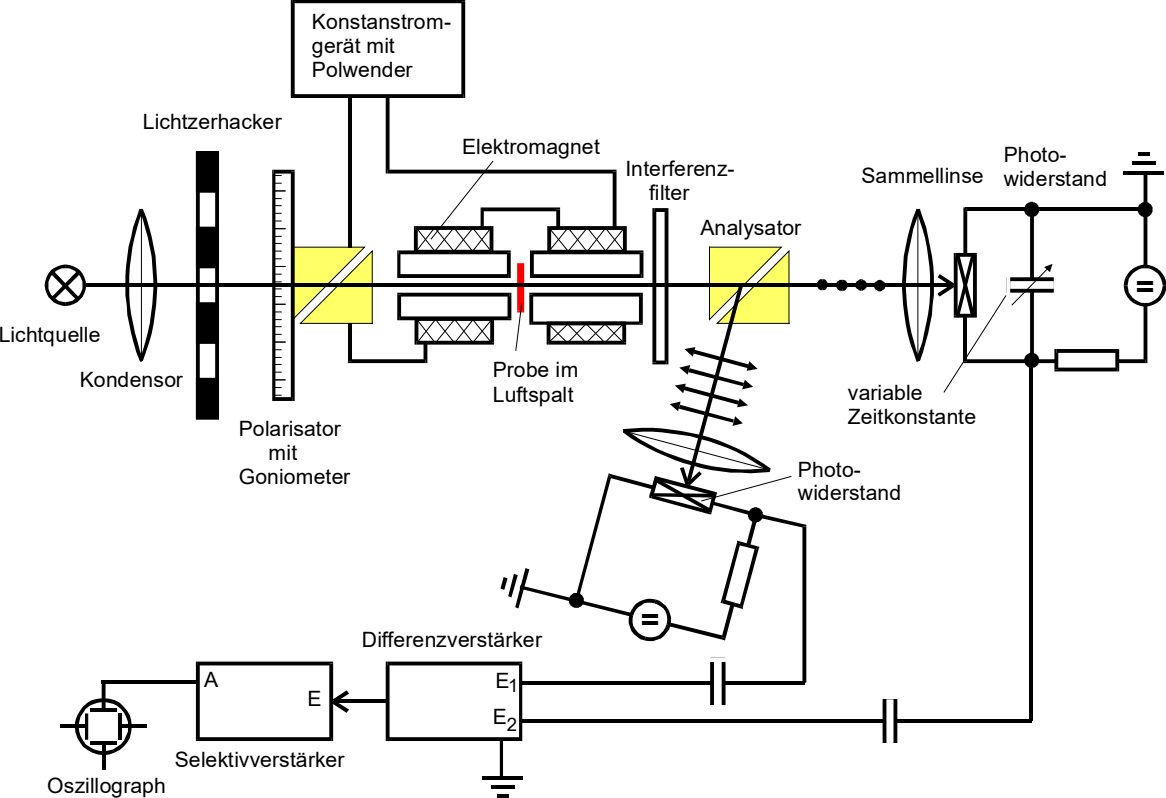 Konstanstrom-
gerät mit
Polwender
Lichtzerhacker
Elektromagnet
Interferenz-
filter
Analysator
Sammellinse
Photo-
widerstand
Lichtquelle
Kondensor
Polarisator
mit
Goniometer
Probe im
Luftspalt
variable
Zeitkonstante
Photo-
widerstand
Differenzverstärker
A
E
E1
E2
Selektivverstärker
Oszillograph